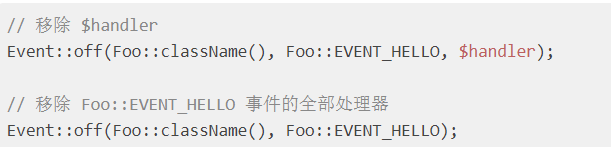 // 移除 $handler
Event::off(Foo::className(), Foo::EVENT_HELLO, $handler);
// 移除 Foo::EVENT_HELLO 事件的全部处理器
Event::off(Foo::className(), Foo::EVENT_HELLO);